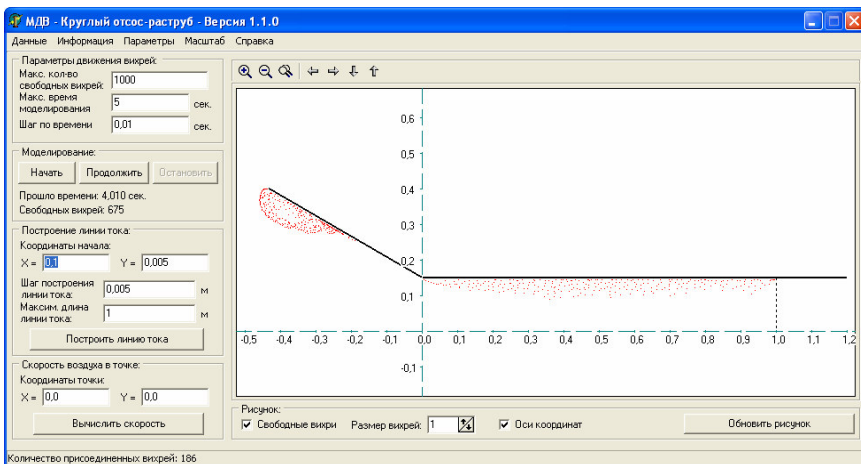 МДВ - Круглый отсос-раструб - Версия 1.1.0
Данные Информация Параметры Масштаб Справка
Параметры движения вихрей:
Макс. кол-во свободных вихрей: 1000
Макс. время моделирования 5 сек.
Шаг по времени 0,01 сек.
Моделирование:
Начать Продолжить Остановить
Прошло времени: 4,010 сек.
Свободных вихрей: 675
Построение линии тока:
Координаты начала:
X = 0,1 Y = 0,005
Шаг построения линии тока: 0,005 м
Максим. длина линии тока: 1 м
Построить линию тока
Скорость воздуха в точке:
Координаты точки:
X = 0,0 Y = 0,0
Вычислить скорость
0,6
0,5
0,4
0,3
0,2
0,1
-0,5 -0,4 -0,3 -0,2 -0,1 0,0 0,1 0,2 0,3 0,4 0,5 0,6 0,7 0,8 0,9 1,0 1,1 1,2
-0,1
Рисунок:
Свободные вихри Размер вихрей: 1 Оси координат Обновить рисунок
Количество присоединенных вихрей: 186